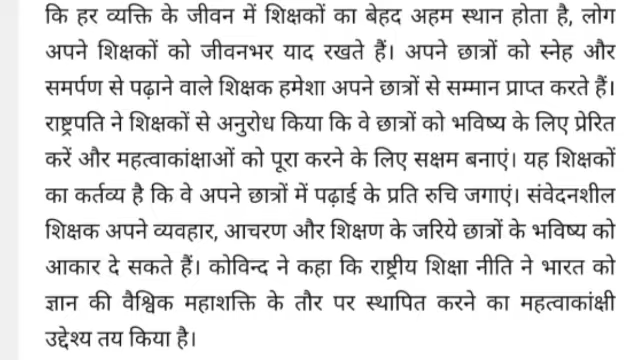 कि हर व्यक्ति के जीवन में शिक्षकों का बेहद अहम स्थान होता है, लोग
अपने शिक्षकों को जीवनभर याद रखते हैं। अपने छात्रों को स्नेह और
समर्पण से पढ़ाने वाले शिक्षक हमेशा अपने छात्रों से सम्मान प्राप्त करते हैं।
राष्ट्रपति ने शिक्षकों से अनुरोध किया कि वे छात्रों को भविष्य के लिए प्रेरित
करें और महत्वाकांक्षाओं को पूरा करने के लिए सक्षम बनाएं। यह शिक्षकों
का कर्तव्य है कि वे अपने छात्रों में पढ़ाई के प्रति रुचि जगाएं। संवेदनशील
शिक्षक अपने व्यवहार, आचरण और शिक्षण के जरिये छात्रों के भविष्य को
आकार दे सकते हैं। कोविन्द ने कहा कि राष्ट्रीय शिक्षा नीति ने भारत को
ज्ञान की वैश्विक महाशक्ति के तौर पर स्थापित करने का महत्वाकांक्षी
उद्देश्य तय किया है।